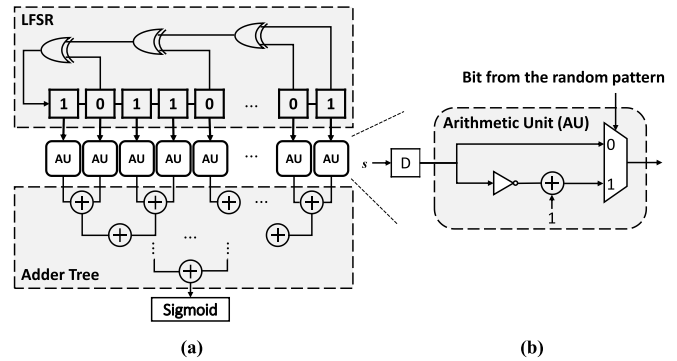 LFSR
1 0 1 1 0 ... 0 1
AU AU AU AU AU ... AU AU
...
...
Adder Tree
Sigmoid
(a)
Bit from the random pattern
Arithmetic Unit (AU)
s
D
0
1
1
(b)